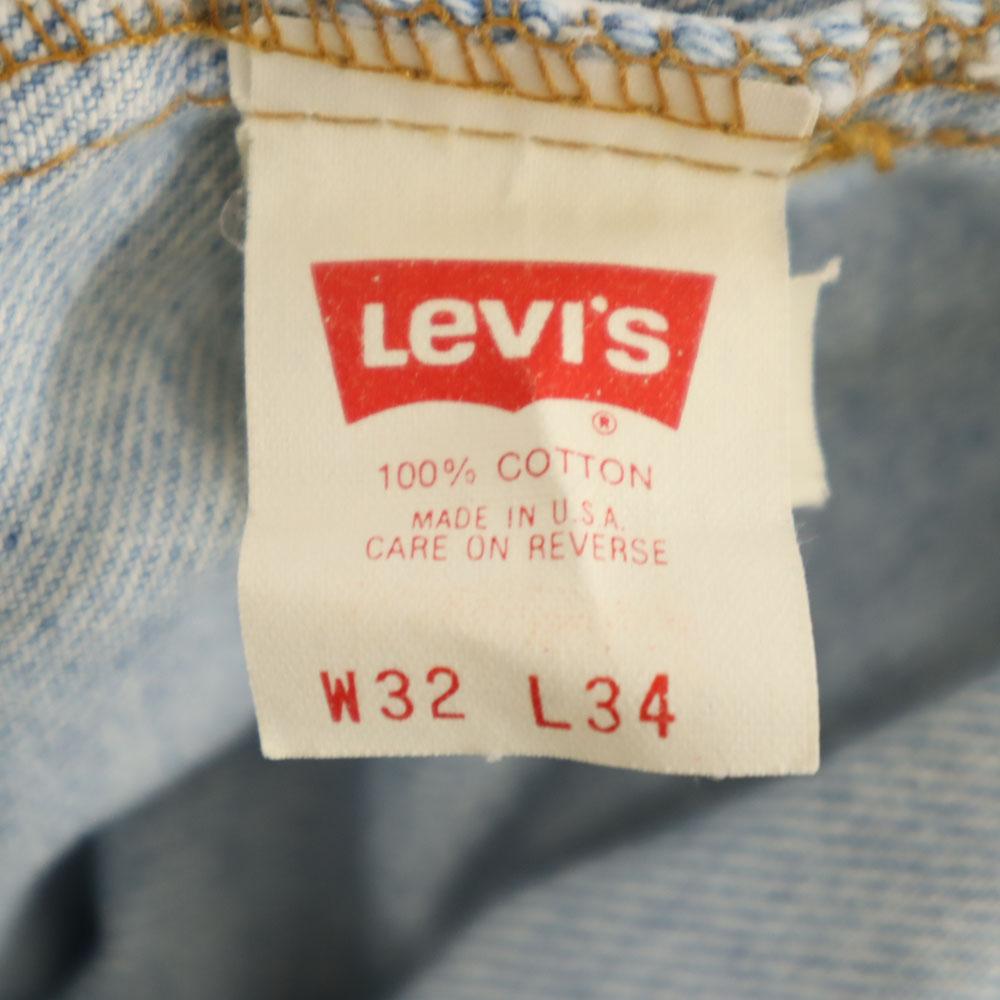 Levi's
®
100% COTTON
MADE IN U.S.A.
CARE ON REVERSE
W32 L34